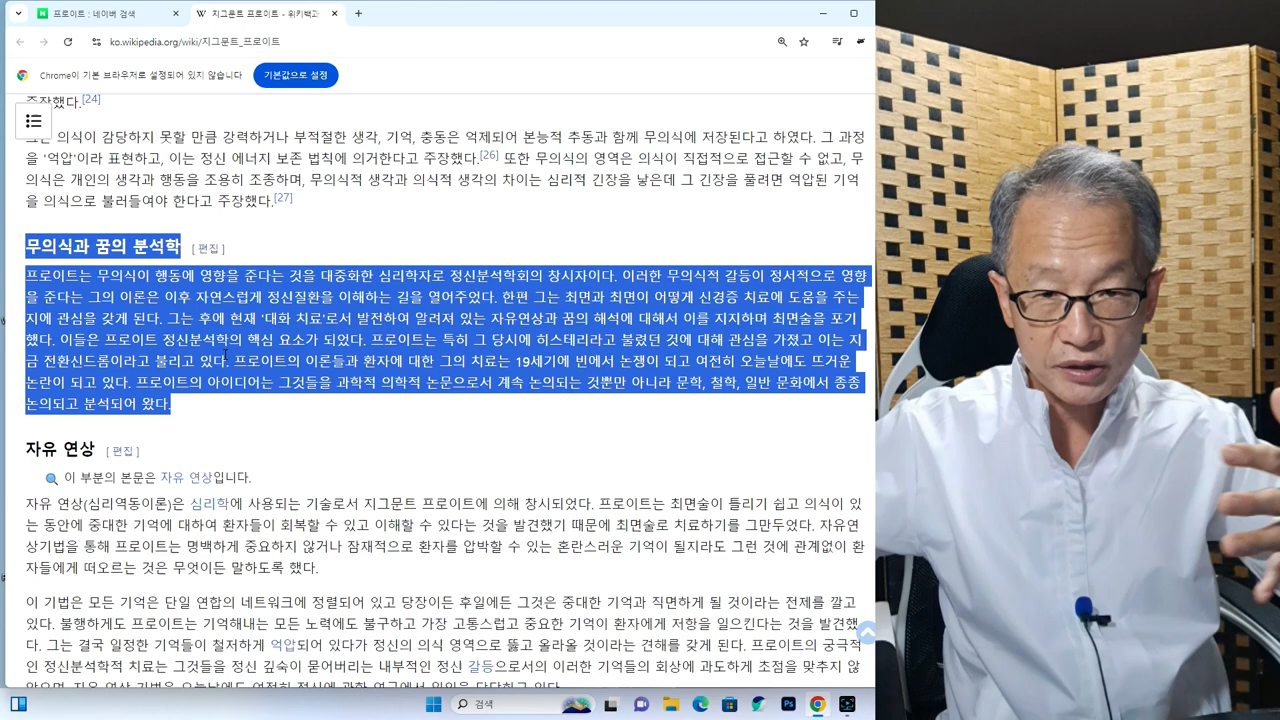 프로이트 : 네이버 검색
지그문트 프로이트 - 위키백과
ko.wikipedia.org/wiki/지그문트_프로이트
Chrome이 기본 브라우저로 설정되어 있지 않습니다
기본값으로 설정
주장했다.[24]
의식이 감당하지 못할 만큼 강력하거나 부적절한 생각, 기억, 충동은 억제되어 본능적 추동과 함께 무의식에 저장된다고 하였다. 그 과정
을 '억압'이라 표현하고, 이는 정신 에너지 보존 법칙에 의거한다고 주장했다.[26] 또한 무의식의 영역은 의식이 직접적으로 접근할 수 없고, 무
의식은 개인의 생각과 행동을 조용히 조종하며, 무의식적 생각과 의식적 생각의 차이는 심리적 긴장을 낳은데 그 긴장을 풀려면 억압된 기억
을 의식으로 불러들여야 한다고 주장했다.[27]
무의식과 꿈의 분석학 [ 편집 ]
프로이트는 무의식이 행동에 영향을 준다는 것을 대중화한 심리학자로 정신분석학회의 창시자이다. 이러한 무의식적 갈등이 정서적으로 영향
을 준다는 그의 이론은 이후 자연스럽게 정신질환을 이해하는 길을 열어주었다. 한편 그는 최면과 최면이 어떻게 신경증 치료에 도움을 주는
지에 관심을 갖게 된다. 그는 후에 현재 '대화 치료'로서 발전하여 알려져 있는 자유연상과 꿈의 해석에 대해서 이를 지지하며 최면술을 포기
했다. 이들은 프로이트 정신분석학의 핵심 요소가 되었다. 프로이트는 특히 그 당시에 히스테리라고 불렸던 것에 대해 관심을 가졌고 이는 지
금 전환신드롬이라고 불리고 있다. 프로이트의 이론들과 환자에 대한 그의 치료는 19세기에 빈에서 논쟁이 되고 여전히 오늘날에도 뜨거운
논란이 되고 있다. 프로이트의 아이디어는 그것들을 과학적 의학적 논문으로서 계속 논의되는 것뿐만 아니라 문학, 철학, 일반 문화에서 종종
논의되고 분석되어 왔다.
자유 연상 [ 편집 ]
이 부분의 본문은 자유 연상입니다.
자유 연상(심리역동이론)은 심리학에 사용되는 기술로서 지그문트 프로이트에 의해 창시되었다. 프로이트는 최면술이 틀리기 쉽고 의식이 있
는 동안에 중대한 기억에 대하여 환자들이 회복할 수 있고 이해할 수 있다는 것을 발견했기 때문에 최면술로 치료하기를 그만두었다. 자유연
상기법을 통해 프로이트는 명백하게 중요하지 않거나 잠재적으로 환자를 압박할 수 있는 혼란스러운 기억이 될지라도 그런 것에 관계없이 환
자들에게 떠오르는 것은 무엇이든 말하도록 했다.
이 기법은 모든 기억은 단일 연합의 네트워크에 정렬되어 있고 당장이든 후일에든 그것은 중대한 기억과 직면하게 될 것이라는 전제를 깔고
있다. 불행하게도 프로이트는 기억해내는 모든 노력에도 불구하고 가장 고통스럽고 중요한 기억이 환자에게 저항을 일으킨다는 것을 발견했
다. 그는 결국 일정한 기억들이 철저하게 억압되어 있다가 정신의 의식 영역으로 뚫고 올라올 것이라는 견해를 갖게 된다. 프로이트의 궁극적
인 정신분석학적 치료는 그것들을 정신 깊숙이 묻어버리는 내부적인 정신 갈등으로서의 이러한 기억들의 회상에 과도하게 초점을 맞추지 않
검색
Ps